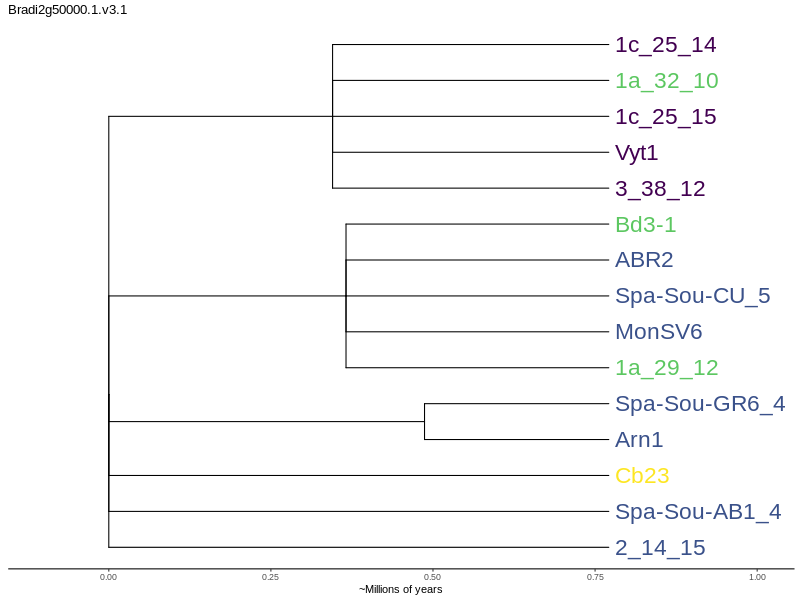 Bradi2g50000.1.v3.1
1c_25_14
1a_32_10
1c_25_15
Vyt1
3_38_12
Bd3-1
ABR2
Spa-Sou-CU_5
MonSV6
1a_29_12
Spa-Sou-GR6_4
Arn1
Cb23
Spa-Sou-AB1_4
2_14_15
0.00 0.25 0.50 0.75 1.00
~Millions of years